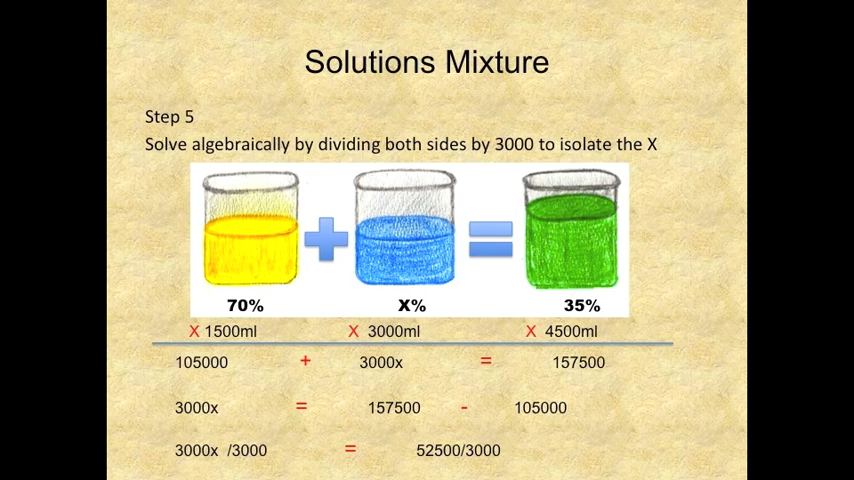 Solutions Mixture
Step 5
Solve algebraically by dividing both sides by 3000 to isolate the X
70% X% 35%
X 1500ml X 3000ml X 4500ml
105000 + 3000x = 157500
3000x = 157500 - 105000
3000x /3000 = 52500/3000